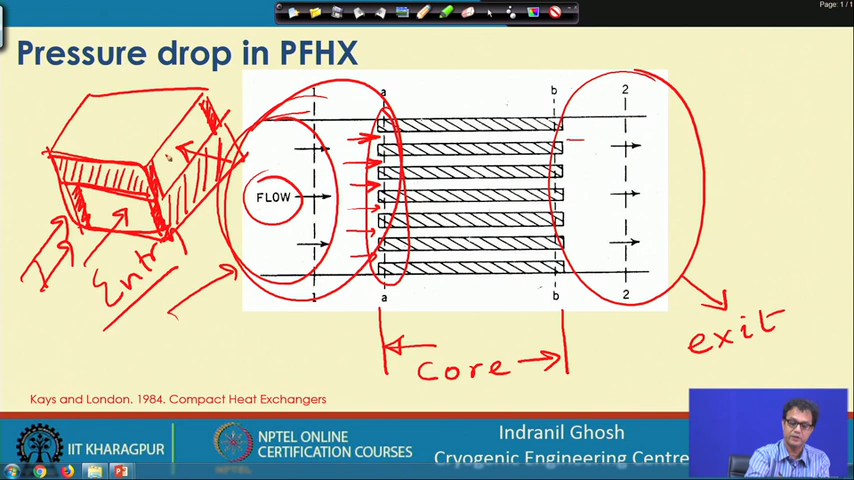 Page: 1 / 1
Pressure drop in PFHX
1
a
b
2
FLOW
Entry
1
a
b
2
exit
core
Kays and London. 1984. Compact Heat Exchangers
IIT KHARAGPUR
NPTEL ONLINE
CERTIFICATION COURSES
Indranil Ghosh
Cryogenic Engineering Centre